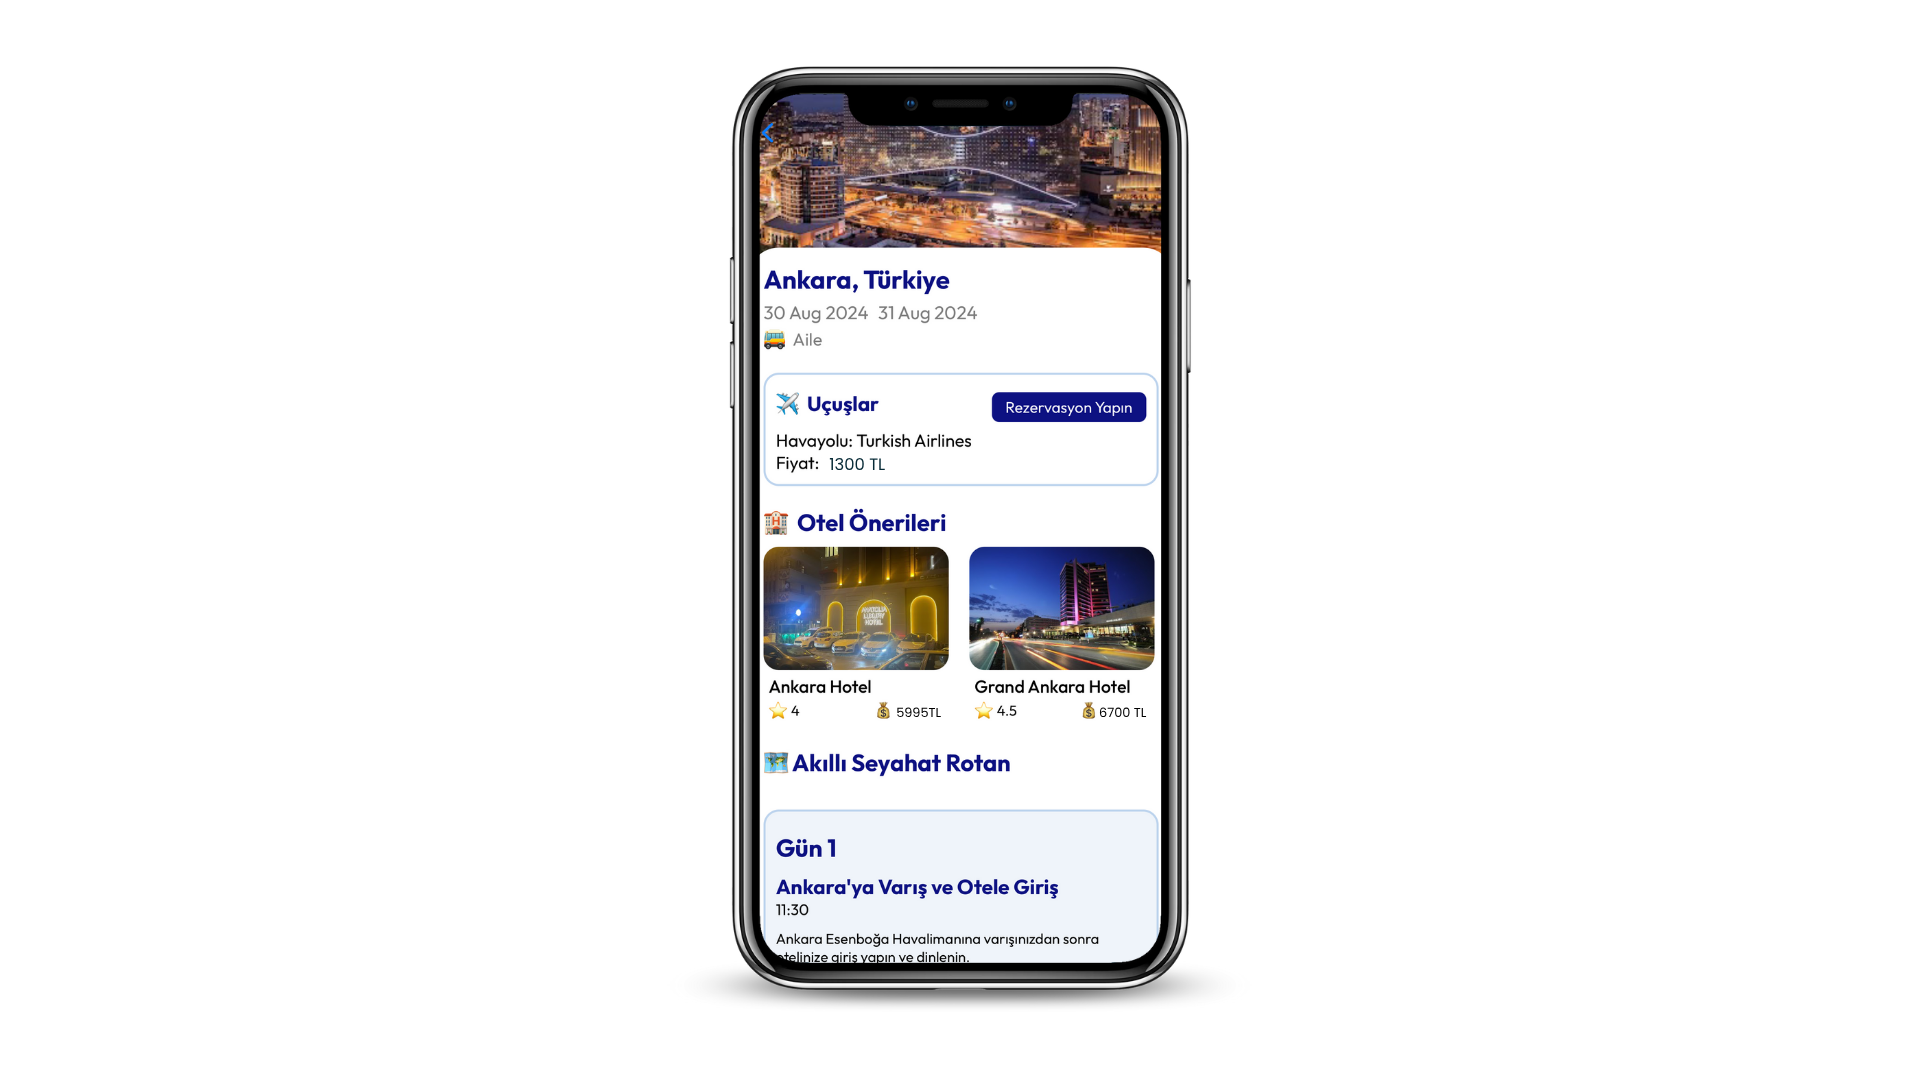 Ankara, Türkiye
30 Aug 2024 31 Aug 2024
Aile
Uçuşlar
Rezervasyon Yapın
Havayolu: Turkish Airlines
Fiyat: 1300 TL
Otel Önerileri
LUXURY
HOTEL
Ankara Hotel
Grand Ankara Hotel
4
5995TL
4.5
6700 TL
Akıllı Seyahat Rotan
Gün 1
Ankara'ya Varış ve Otele Giriş
11:30
Ankara Esenboğa Havalimanına varışınızdan sonra
otelinize giriş yapın ve dinlenin.